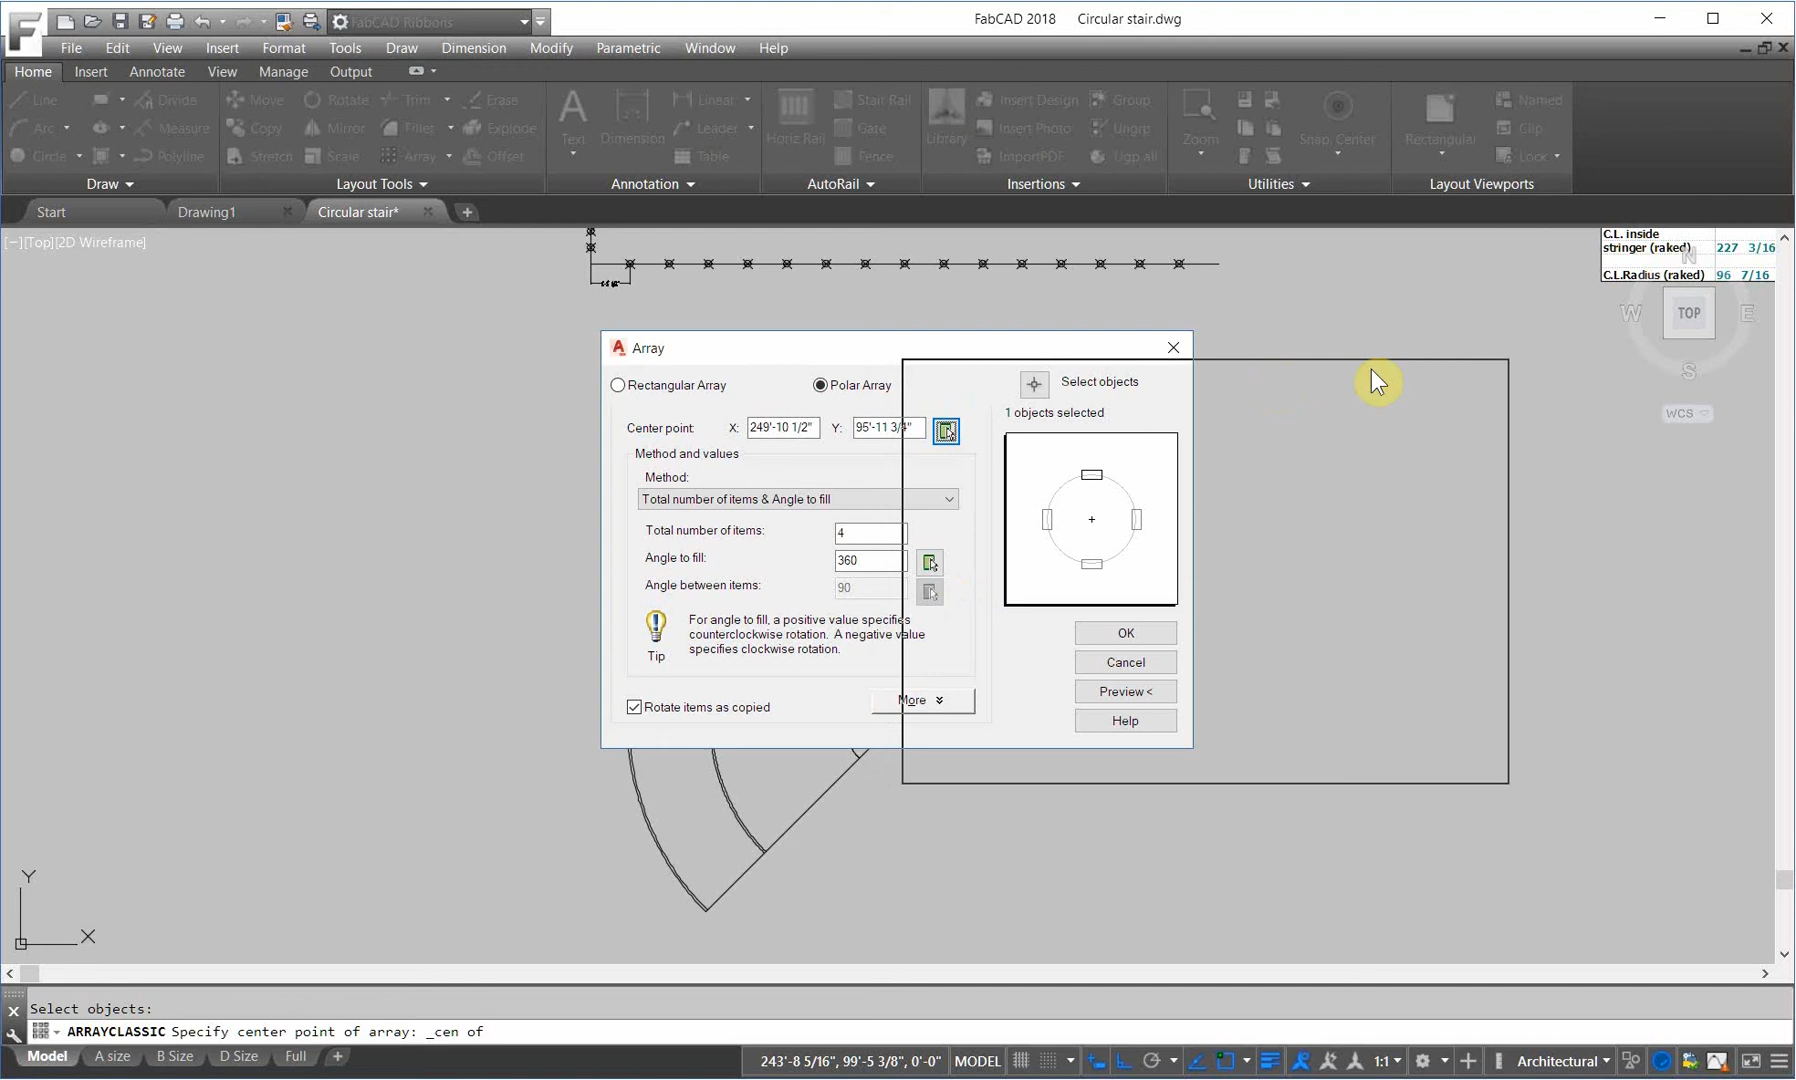 FabCAD Ribbons
FabCAD 2018 Circular stair.dwg
File Edit View Insert Format Tools Draw Dimension Modify Parametric Window Help
Home Insert Annotate View Manage Output
Line Divide Move Rotate Trim Erase Linear Stair Rail Insert Design Group Named
Arc Measure Copy Mirror Fillet Explode Leader Gate Insert Photo Ungrp Clip
Text Dimension Horiz Rail Library Zoom Snap, Center Rectangular
Circle Polyline Stretch Scale Array Offset Table Fence ImportPDF Ugp all Lock
Draw Layout Tools Annotation AutoRail Insertions Utilities Layout Viewports
Start Drawing1 Circular stair*
[−][Top][2D Wireframe]
C.L. inside
stringer (raked) 227 3/16
C.L.Radius (raked) 96 7/16
N
W TOP E
S
WCS
Array
Rectangular Array Polar Array
Select objects
1 objects selected
Center point: X: 249'-10 1/2" Y: 95'-11 3/4"
Method and values
Method:
Total number of items & Angle to fill
Total number of items: 4
Angle to fill: 360
Angle between items: 90
For angle to fill, a positive value specifies
counterclockwise rotation. A negative value
specifies clockwise rotation.
Tip
Rotate items as copied
More
OK
Cancel
Preview <
Help
Y
X
Select objects:
ARRAYCLASSIC Specify center point of array: _cen of
Model A size B Size D Size Full
243'-8 5/16", 99'-5 3/8", 0'-0" MODEL 1:1 Architectural